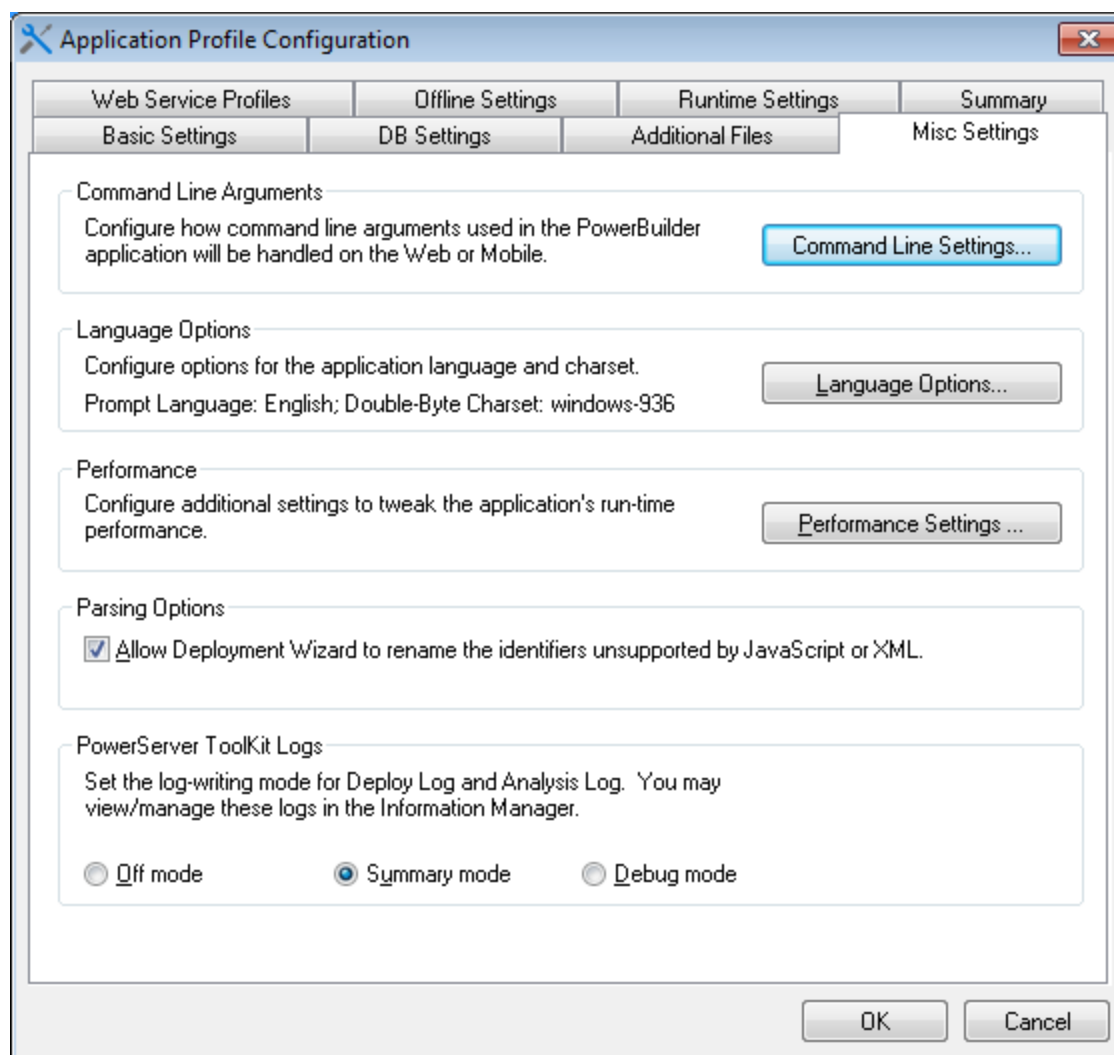 Application Profile Configuration
Web Service Profiles
Offline Settings
Runtime Settings
Summary
Basic Settings
DB Settings
Additional Files
Misc Settings
Command Line Arguments
Configure how command line arguments used in the PowerBuilder
application will be handled on the Web or Mobile.
Command Line Settings...
Language Options
Configure options for the application language and charset.
Prompt Language: English; Double-Byte Charset: windows-936
Language Options...
Performance
Configure additional settings to tweak the application's run-time
performance.
Performance Settings ...
Parsing Options
Allow Deployment Wizard to rename the identifiers unsupported by JavaScript or XML.
PowerServer ToolKit Logs
Set the log-writing mode for Deploy Log and Analysis Log.  You may
view/manage these logs in the Information Manager.
Off mode
Summary mode
Debug mode
OK
Cancel